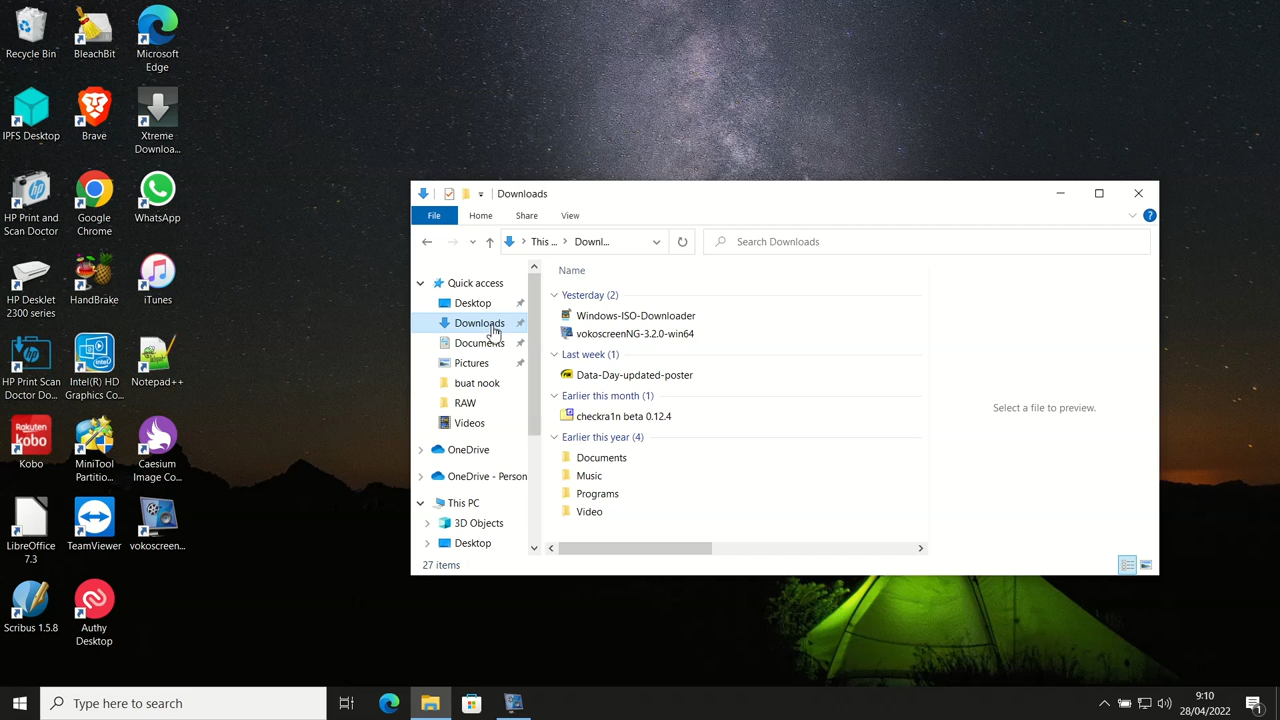 Recycle Bin
BleachBit
Microsoft
Edge
IPFS Desktop
Brave
Xtreme
Downloa...
HP Print and
Scan Doctor
Google
Chrome
WhatsApp
HP DeskJet
2300 series
HandBrake
iTunes
HP Print Scan
Doctor Do...
Intel(R) HD
Graphics Co...
Notepad++
Rakuten
kobo
Kobo
MiniTool
Partitio...
Caesium
Image Co...
LibreOffice
7.3
TeamViewer
vokoscreen...
Scribus 1.5.8
Authy
Desktop
Downloads
File Home Share View
This ... Downl...
Search Downloads
Quick access
Desktop
Downloads
Documents
Pictures
buat nook
RAW
Videos
OneDrive
OneDrive - Person
This PC
3D Objects
Desktop
Name
Yesterday (2)
Windows-ISO-Downloader
vokoscreenNG-3.2.0-win64
Last week (1)
Data-Day-updated-poster
Earlier this month (1)
checkra1n beta 0.12.4
Earlier this year (4)
Documents
Music
Programs
Video
Select a file to preview.
27 items
Type here to search
9:10
28/04/2022
1